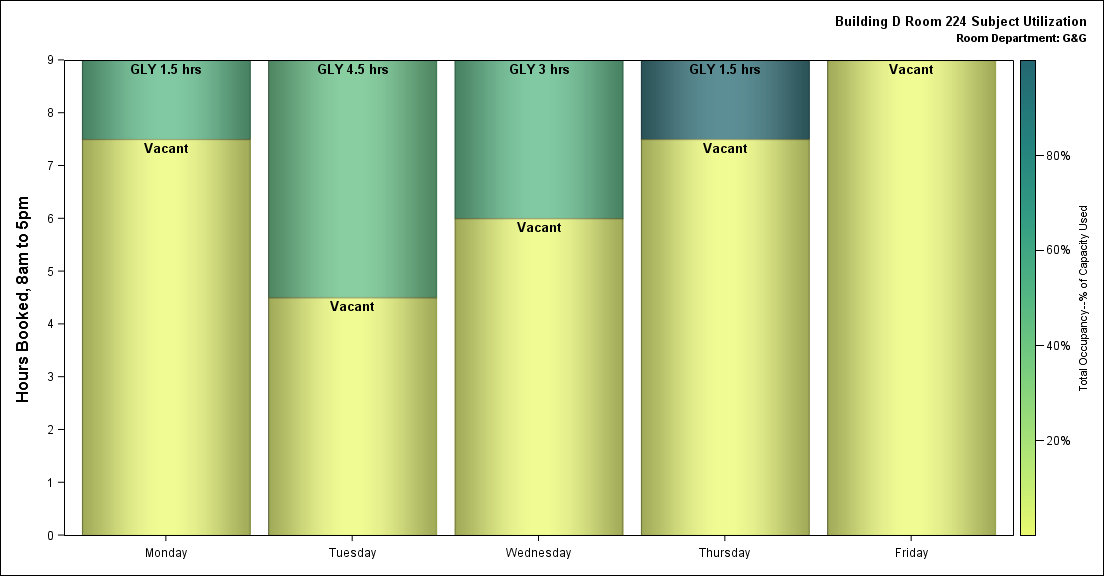 Building D Room 224 Subject Utilization
Room Department: G&G
Hours Booked, 8am to 5pm
9
8
7
6
5
4
3
2
1
0
GLY 1.5 hrs
Vacant
GLY 4.5 hrs
Vacant
GLY 3 hrs
Vacant
GLY 1.5 hrs
Vacant
Vacant
Monday
Tuesday
Wednesday
Thursday
Friday
80%
60%
40%
20%
Total Occupancy--% of Capacity Used